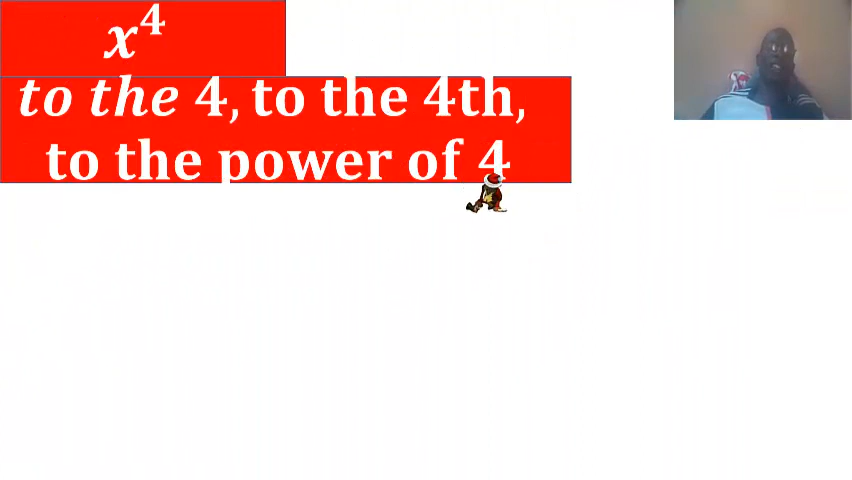 x⁴
to the 4, to the 4th,
to the power of 4